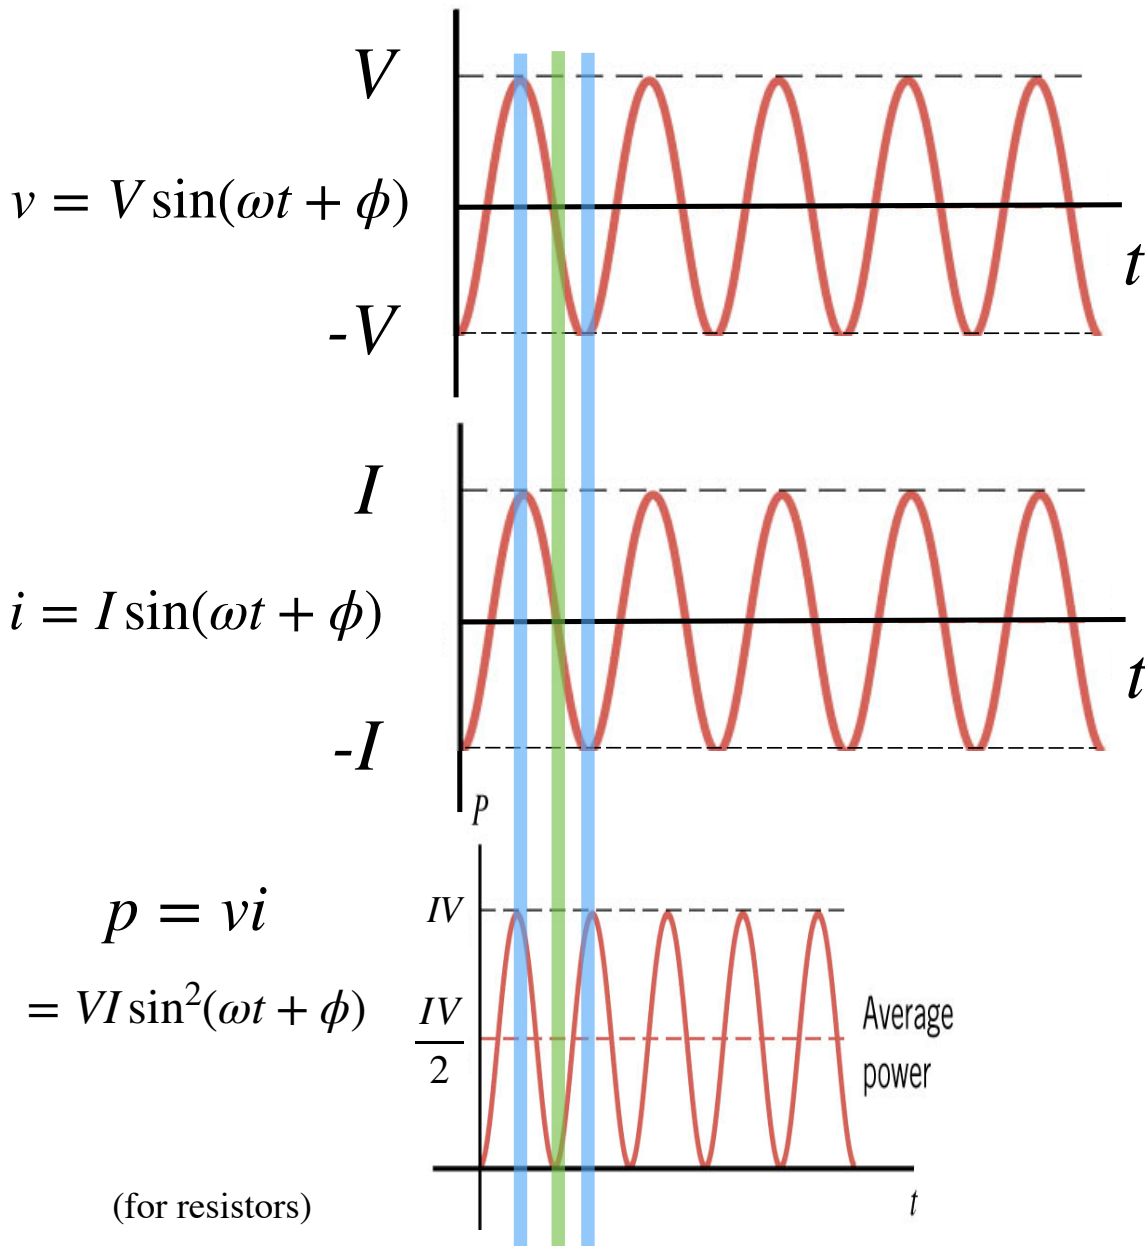 V
v = V sin(ωt + ϕ)
t
-V
I
i = I sin(ωt + ϕ)
t
-I
P
p = vi
IV
= VI sin²(ωt + ϕ)
IV
2
Average
power
(for resistors)
t